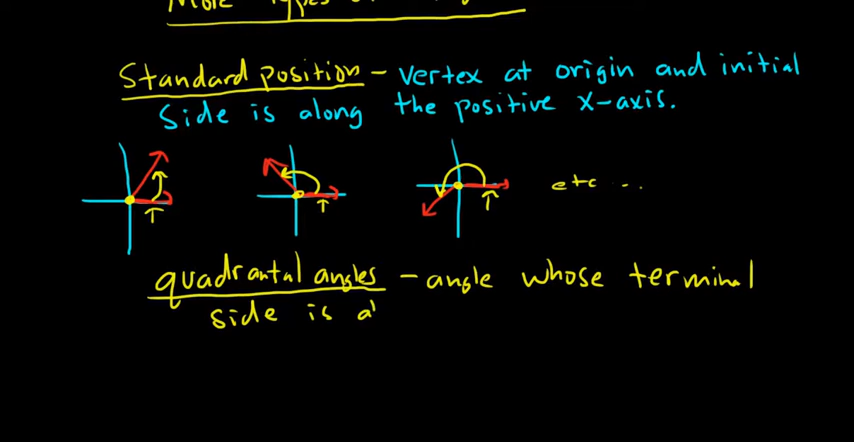 Standard position - vertex at origin and initial
side is along the positive x-axis.
etc ...
quadrantal angles - angle whose terminal
side is a